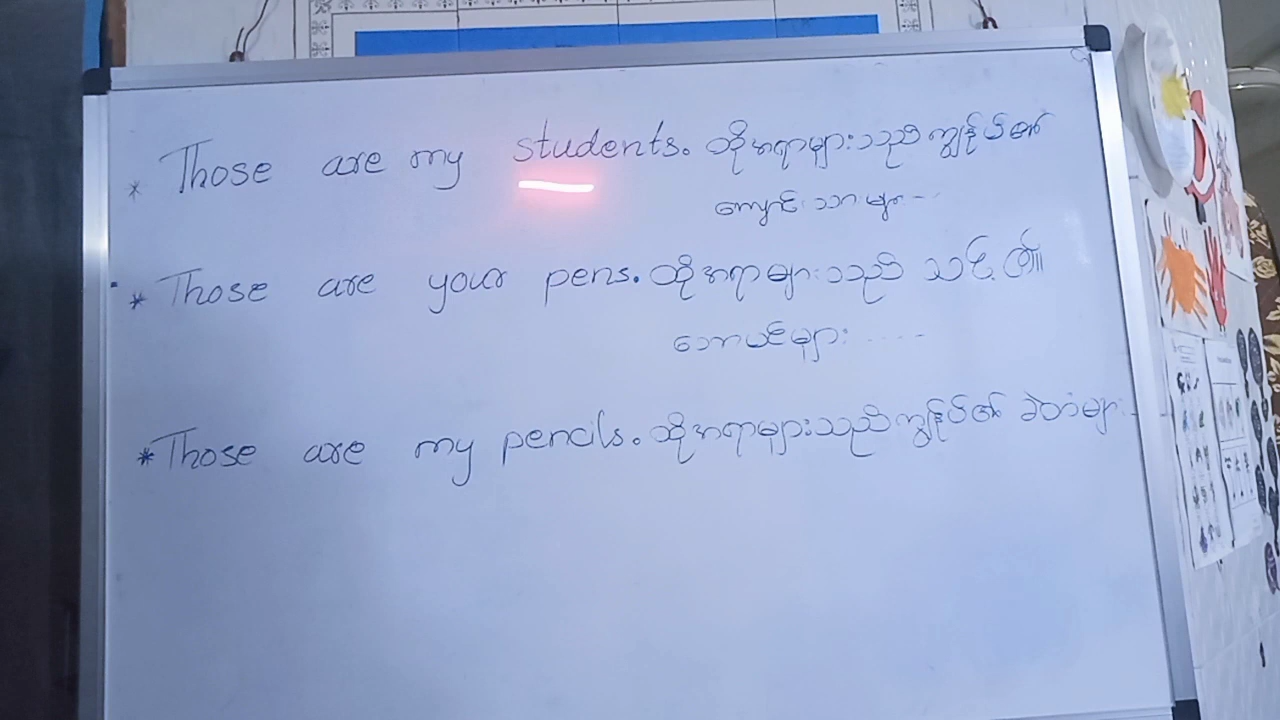 * Those are my students. ထိုအရာများသည် ကျွန်ုပ်၏
ကျောင်းသားများ --
* Those are your pens. ထိုအရာများသည် သင်၏။
ဘောပင်များ ----
* Those are my pencils. ထိုအရာများသည် ကျွန်ုပ်၏ ခဲတံများ